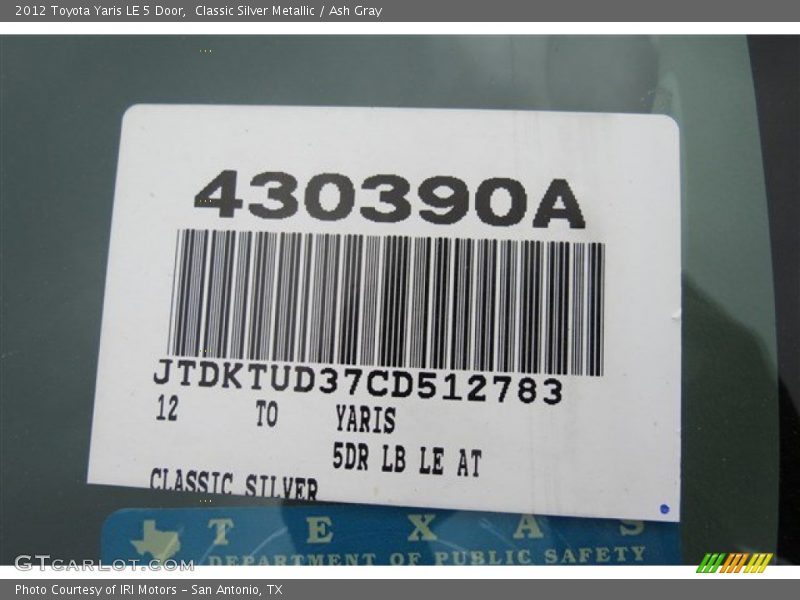 2012 Toyota Yaris LE 5 Door, Classic Silver Metallic / Ash Gray
430390A
JTDKTUD37CD512783
12 TO YARIS
5DR LB LE AT
CLASSIC SILVER
TEXAS
DEPARTMENT OF PUBLIC SAFETY
GTCarLot.com
Photo Courtesy of IRI Motors - San Antonio, TX